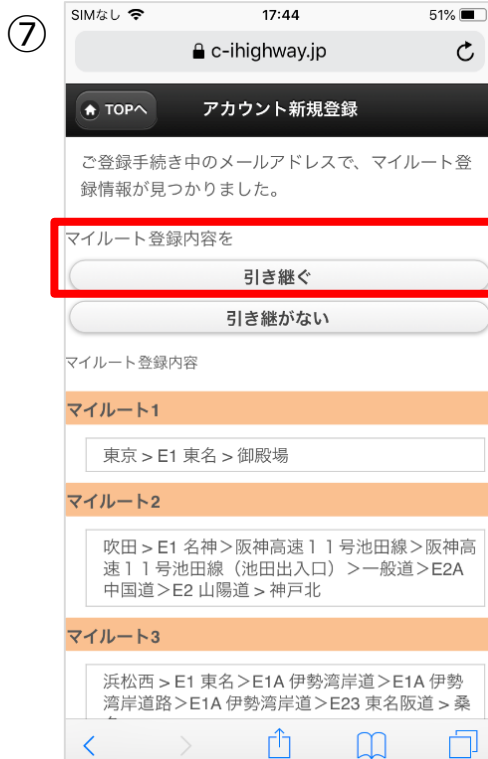 ⑦
SIMなし 17:44 51%
c-ihighway.jp
TOPへ アカウント新規登録
ご登録手続き中のメールアドレスで、マイルート登
録情報が見つかりました。
マイルート登録内容を
引き継ぐ
引き継がない
マイルート登録内容
マイルート1
東京 > E1 東名 > 御殿場
マイルート2
吹田 > E1 名神＞阪神高速１１号池田線＞阪神高
速１１号池田線（池田出入口）＞一般道＞E2A
中国道＞E2 山陽道 > 神戸北
マイルート3
浜松西 > E1 東名＞E1A 伊勢湾岸道＞E1A 伊勢
湾岸道路＞E1A 伊勢湾岸道＞E23 東名阪道 > 桑